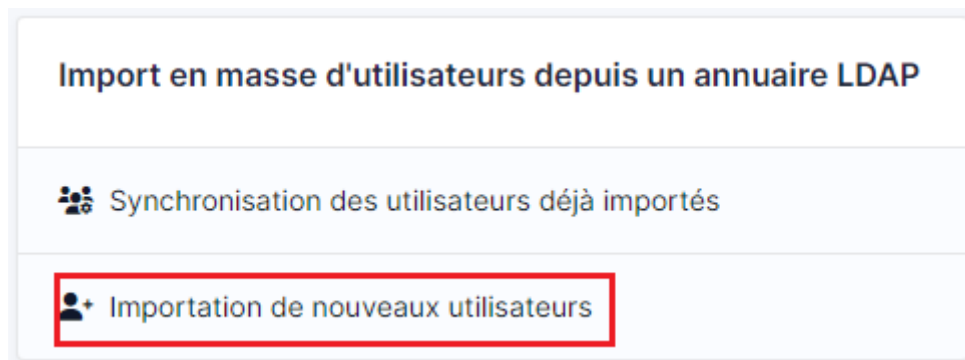 Import en masse d'utilisateurs depuis un annuaire LDAP
Synchronisation des utilisateurs déjà importés
Importation de nouveaux utilisateurs